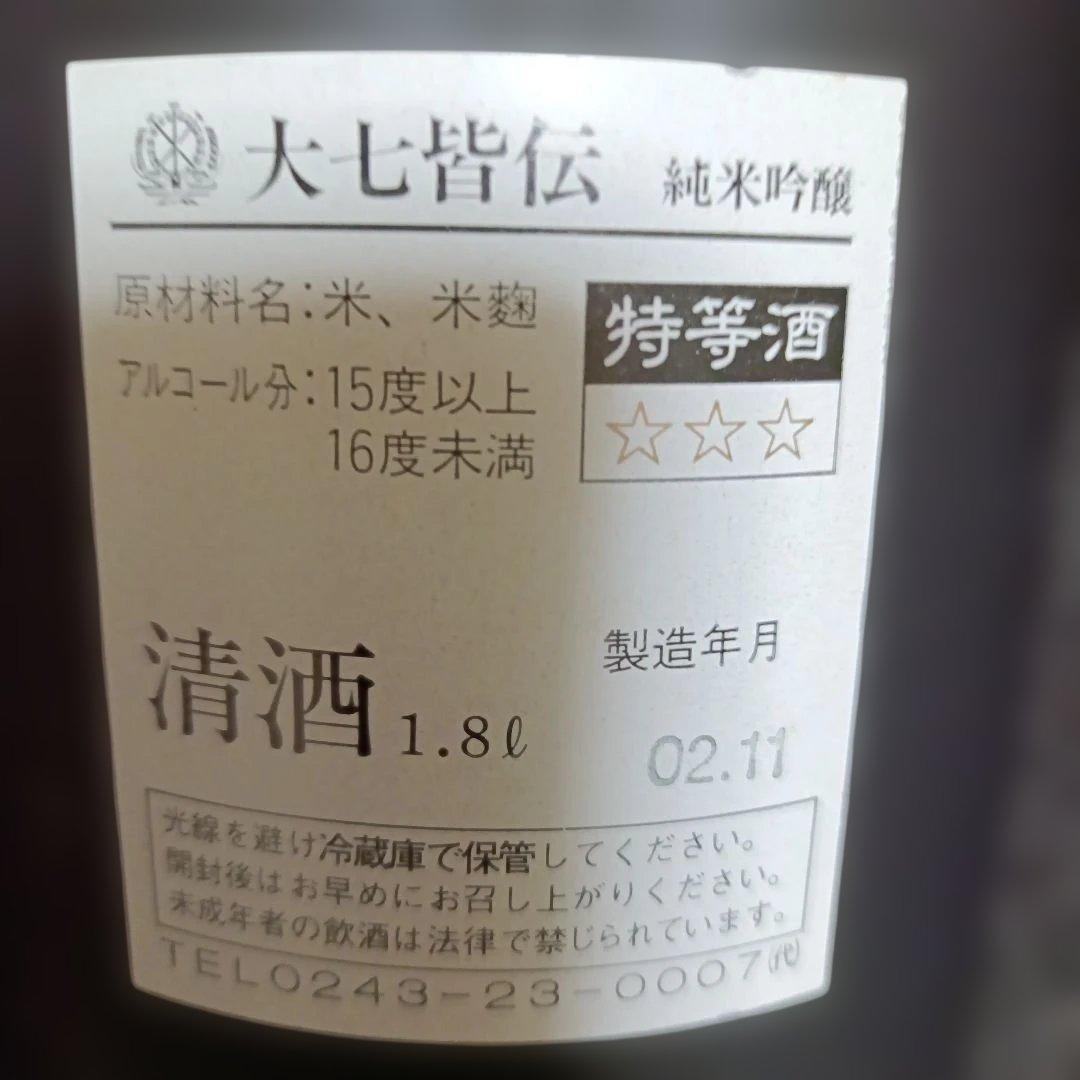 大七皆伝 純米吟醸
原材料名：米、米麴
アルコール分：15度以上
16度未満
特等酒
☆☆☆
清酒 1.8ℓ
製造年月
02.11
光線を避け冷蔵庫で保管してください。
開封後はお早めにお召し上がりください。
未成年者の飲酒は法律で禁じられています。
TEL0243-23-0007㈹